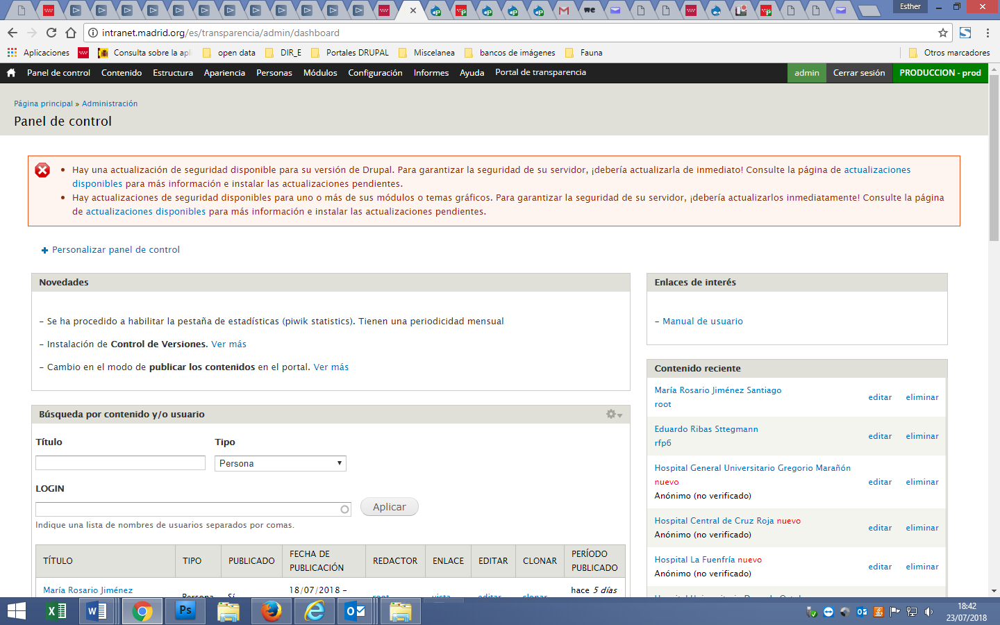 Esther
intranet.madrid.org/es/transparencia/admin/dashboard
Aplicaciones
Consulta sobre la apli
open data
DIR_E
Portales DRUPAL
Miscelanea
bancos de imágenes
Fauna
Otros marcadores
Panel de control Contenido Estructura Apariencia Personas Módulos Configuración Informes Ayuda Portal de transparencia admin Cerrar sesión PRODUCCION - prod
Página principal » Administración
Panel de control
• Hay una actualización de seguridad disponible para su versión de Drupal. Para garantizar la seguridad de su servidor, ¡debería actualizarla de inmediato! Consulte la página de actualizaciones
disponibles para más información e instalar las actualizaciones pendientes.
• Hay actualizaciones de seguridad disponibles para uno o más de sus módulos o temas gráficos. Para garantizar la seguridad de su servidor, ¡debería actualizarlos inmediatamente! Consulte la página
de actualizaciones disponibles para más información e instalar las actualizaciones pendientes.
Personalizar panel de control
Novedades
– Se ha procedido a habilitar la pestaña de estadísticas (piwik statistics). Tienen una periodicidad mensual
– Instalación de Control de Versiones. Ver más
– Cambio en el modo de publicar los contenidos en el portal. Ver más
Búsqueda por contenido y/o usuario
Título Tipo
Persona
LOGIN
Aplicar
Indique una lista de nombres de usuarios separados por comas.
TÍTULO TIPO PUBLICADO FECHA DE PUBLICACIÓN REDACTOR ENLACE EDITAR CLONAR PERÍODO PUBLICADO
María Rosario Jiménez Persona Sí 18/07/2018 – root vista editar clonar hace 5 días
Enlaces de interés
– Manual de usuario
Contenido reciente
María Rosario Jiménez Santiago
root
editar eliminar
Eduardo Ribas Sttegmann
rfp6
editar eliminar
Hospital General Universitario Gregorio Marañón
nuevo
Anónimo (no verificado)
editar eliminar
Hospital Central de Cruz Roja nuevo
Anónimo (no verificado)
editar eliminar
Hospital La Fuenfría nuevo
Anónimo (no verificado)
editar eliminar
18:42
23/07/2018